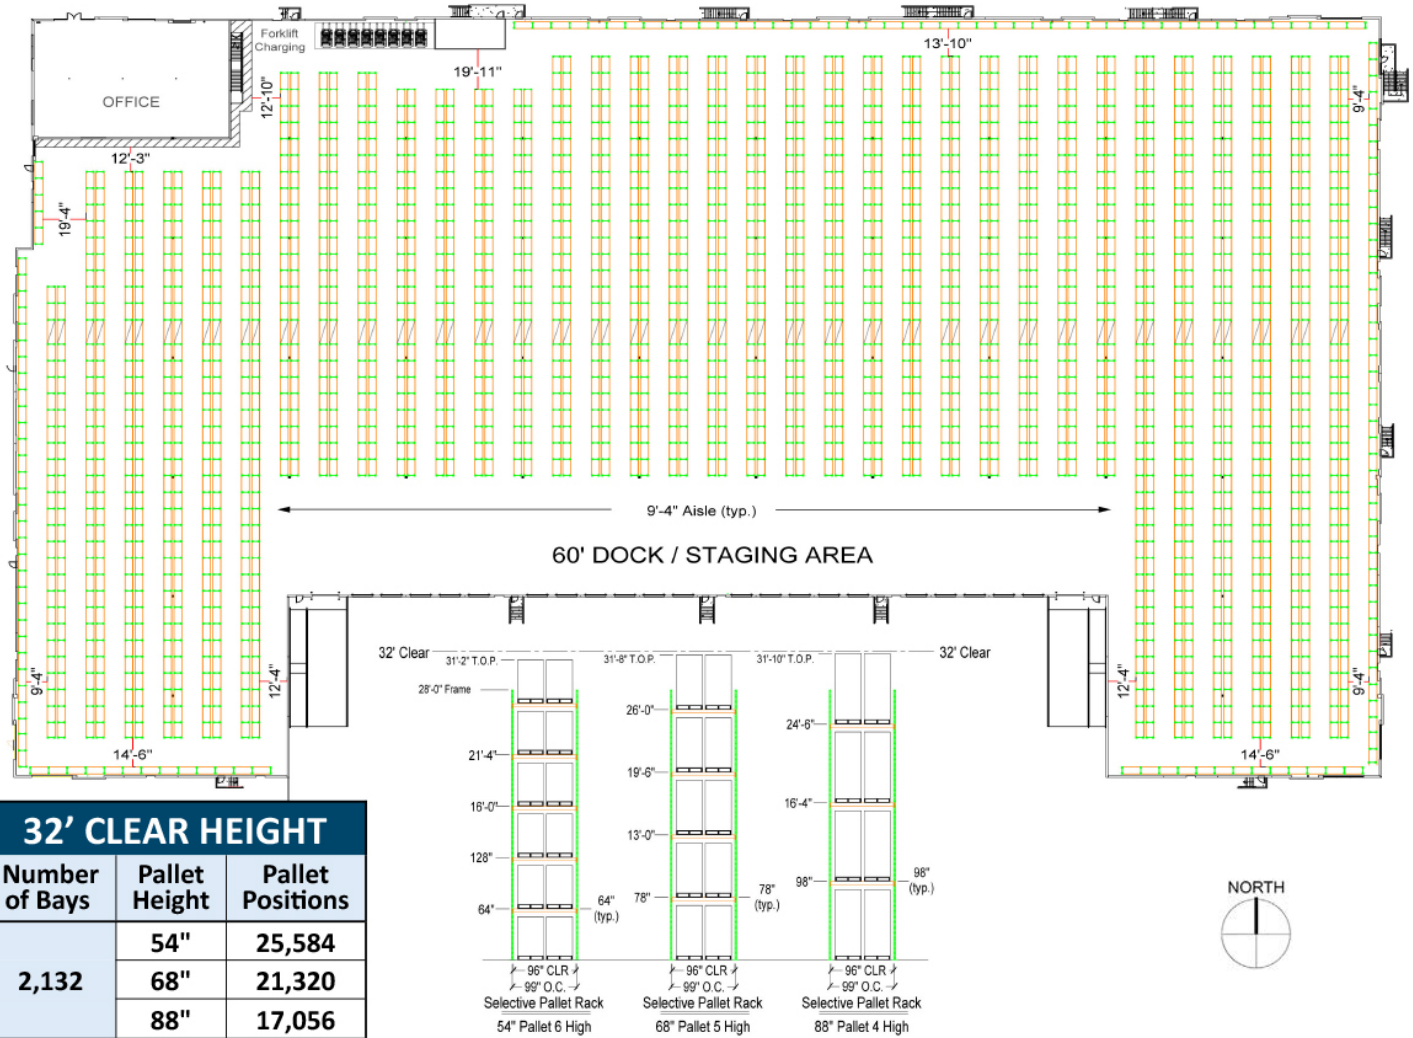 Forklift
Charging
OFFICE
12'-10"
19'-11"
13'-10"
9'-4"
12'-3"
19'-4"
9'-4" Aisle (typ.)
60' DOCK / STAGING AREA
9'-4"
12'-4"
14'-6"
12'-4"
9'-4"
14'-6"
32' Clear
32' Clear
31'-2" T.O.P.
28'-0" Frame
21'-4"
16'-0"
128"
64"
64"
(typ.)
96" CLR
99" O.C.
Selective Pallet Rack
54" Pallet 6 High
31'-8" T.O.P.
26'-0"
19'-6"
13'-0"
78"
78"
(typ.)
96" CLR
99" O.C.
Selective Pallet Rack
68" Pallet 5 High
31'-10" T.O.P.
24'-6"
16'-4"
98"
98"
(typ.)
96" CLR
99" O.C.
Selective Pallet Rack
88" Pallet 4 High
32' CLEAR HEIGHT
Number
of Bays
Pallet
Height
Pallet
Positions
2,132
54" 25,584
68" 21,320
88" 17,056
NORTH